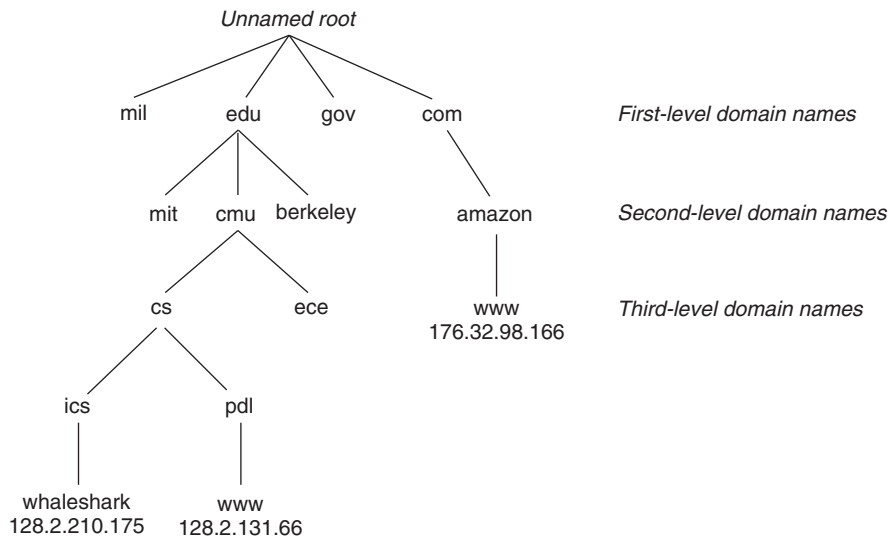 Unnamed root
mil edu gov com First-level domain names
mit cmu berkeley amazon Second-level domain names
cs ece www Third-level domain names
176.32.98.166
ics pdl
whaleshark www
128.2.210.175 128.2.131.66